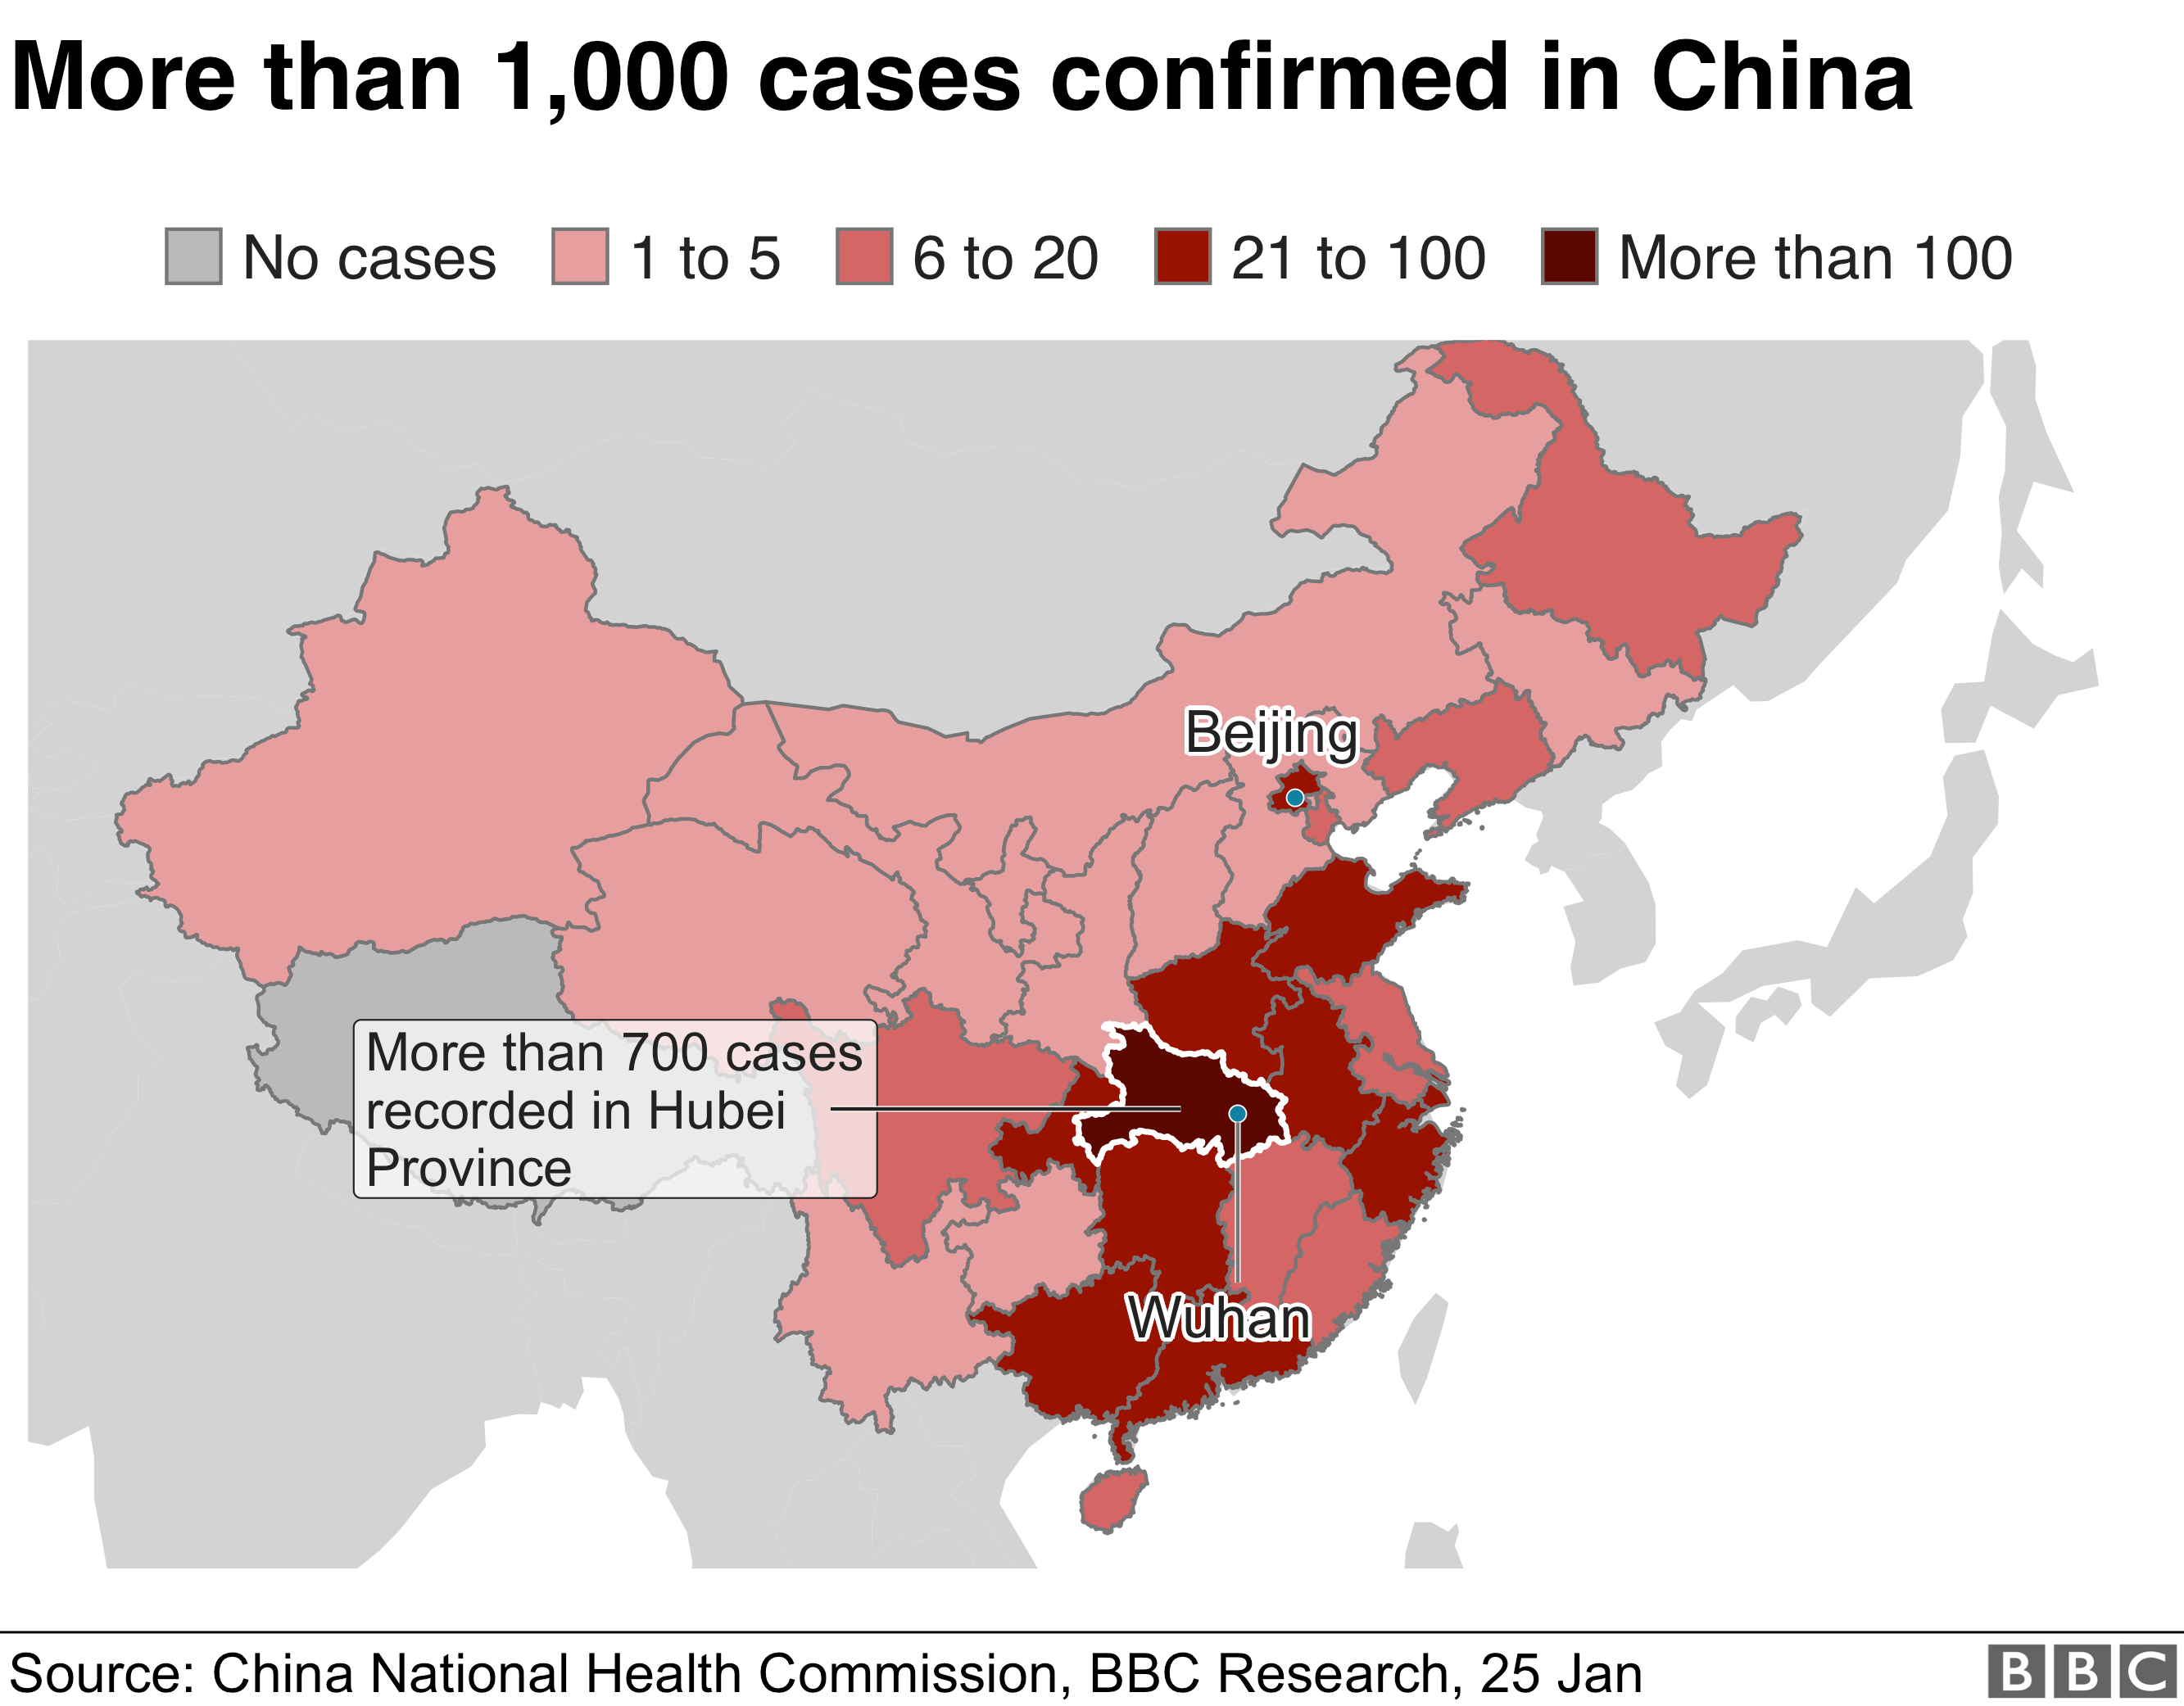 More than 1,000 cases confirmed in China
No cases
1 to 5
6 to 20
21 to 100
More than 100
Beijing
More than 700 cases
recorded in Hubei
Province
Wuhan
Source: China National Health Commission, BBC Research, 25 Jan
BBC